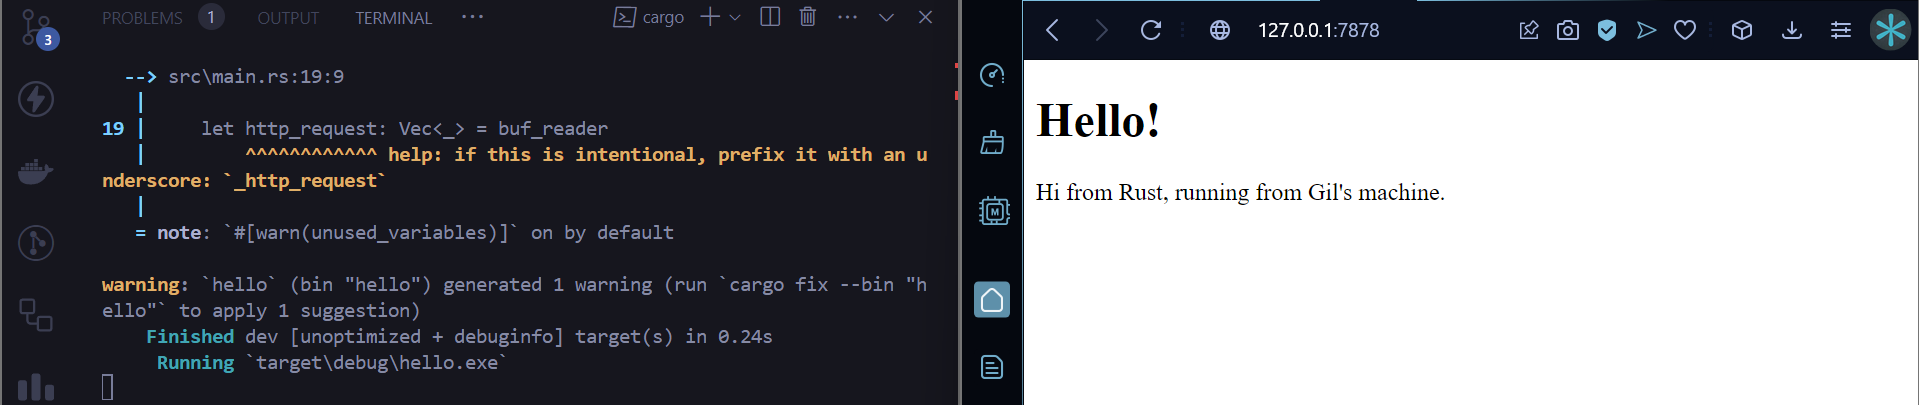 PROBLEMS 1 OUTPUT TERMINAL ··· cargo
3
--> src\main.rs:19:9
|
19 | let http_request: Vec<_> = buf_reader
| ^^^^^^^^^^^^ help: if this is intentional, prefix it with an u
nderscore: `_http_request`
|
= note: `#[warn(unused_variables)]` on by default
warning: `hello` (bin "hello") generated 1 warning (run `cargo fix --bin "h
ello"` to apply 1 suggestion)
Finished dev [unoptimized + debuginfo] target(s) in 0.24s
Running `target\debug\hello.exe`
127.0.0.1:7878
M
Hello!
Hi from Rust, running from Gil's machine.